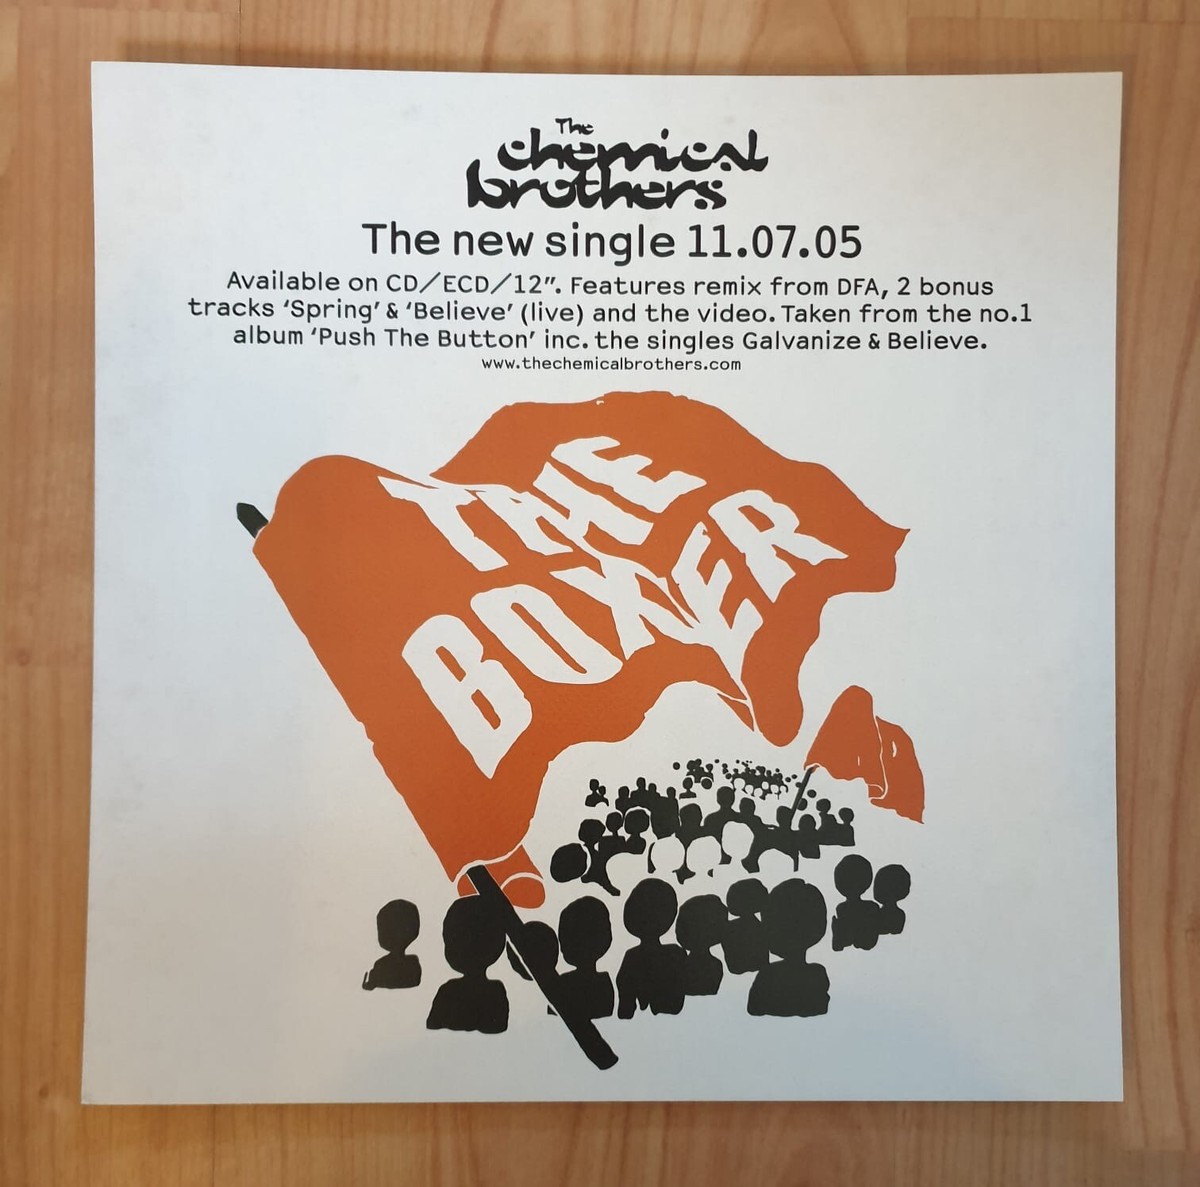 The
chemical
brothers
The new single 11.07.05
Available on CD/ECD/12”. Features remix from DFA, 2 bonus
tracks ‘Spring’ & ‘Believe’ (live) and the video. Taken from the no.1
album ‘Push The Button’ inc. the singles Galvanize & Believe.
www.thechemicalbrothers.com
THE
BOXER